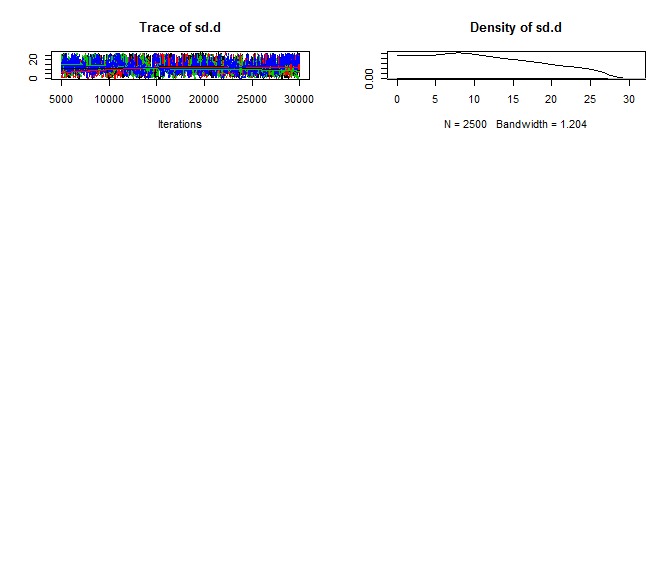 Trace of sd.d
20
0
5000 10000 15000 20000 25000 30000
Iterations
Density of sd.d
0.00
0 5 10 15 20 25 30
N = 2500 Bandwidth = 1.204